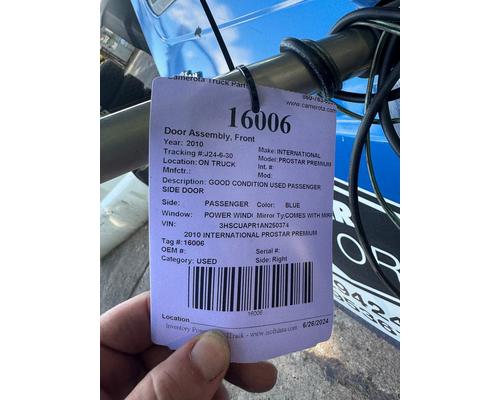 Camerota Truck Parts
www.camerota.com
16006
Door Assembly, Front
Year: 2010
Make: INTERNATIONAL
Tracking #:J24-6-30
Model:PROSTAR PREMIUM
Location:ON TRUCK
Int. #:
Mnfctr.:
Mod:
Description: GOOD CONDITION USED PASSENGER
SIDE DOOR
Side: PASSENGER Color: BLUE
Window: POWER WIND Mirror Ty:COMES WITH MIRR
VIN: 3HSCUAPR1AN250374
2010 INTERNATIONAL PROSTAR PREMIUM
Tag #:16006
OEM #:
Serial #:
Category: USED
Side: Right
16006
Location
6/26/2024